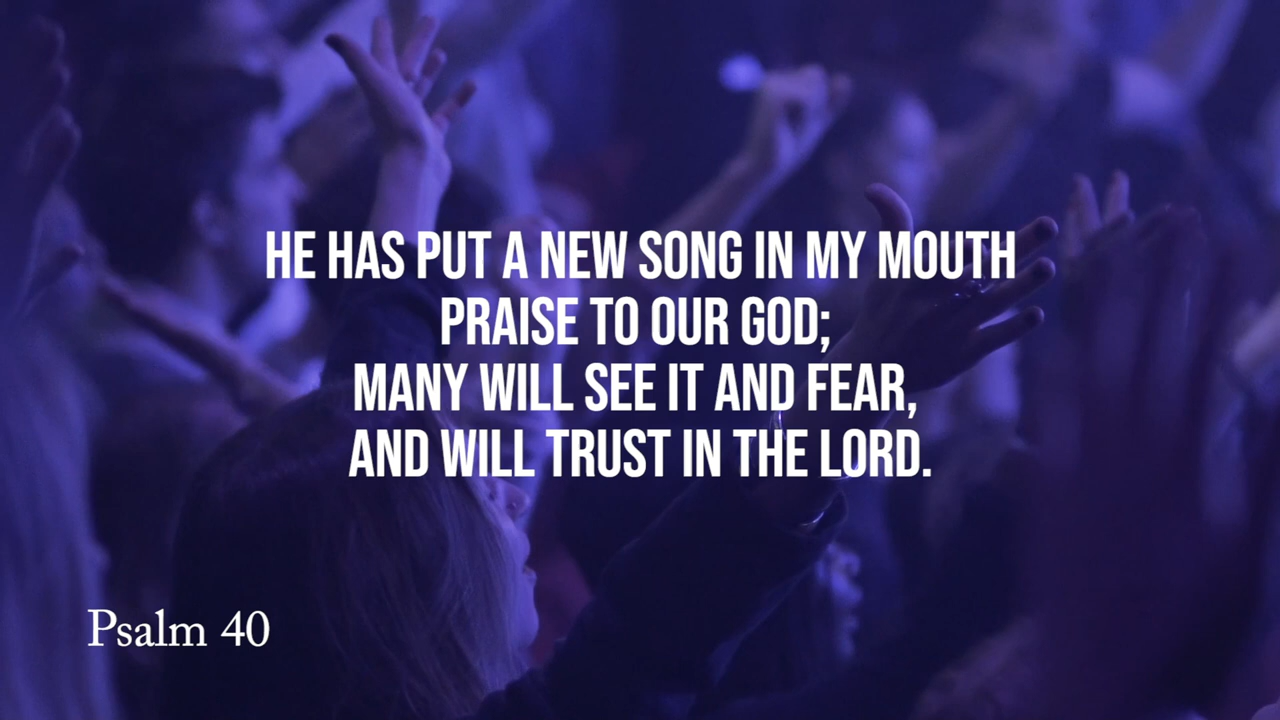 HE HAS PUT A NEW SONG IN MY MOUTH
PRAISE TO OUR GOD;
MANY WILL SEE IT AND FEAR,
AND WILL TRUST IN THE LORD.
Psalm 40